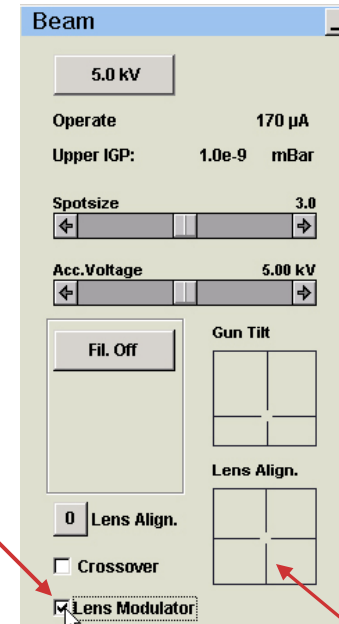 Beam
5.0 kV
Operate 170 µA
Upper IGP: 1.0e-9 mBar
Spotsize 3.0
Acc.Voltage 5.00 kV
Fil. Off
Gun Tilt
Lens Align.
0 Lens Align.
Crossover
Lens Modulator